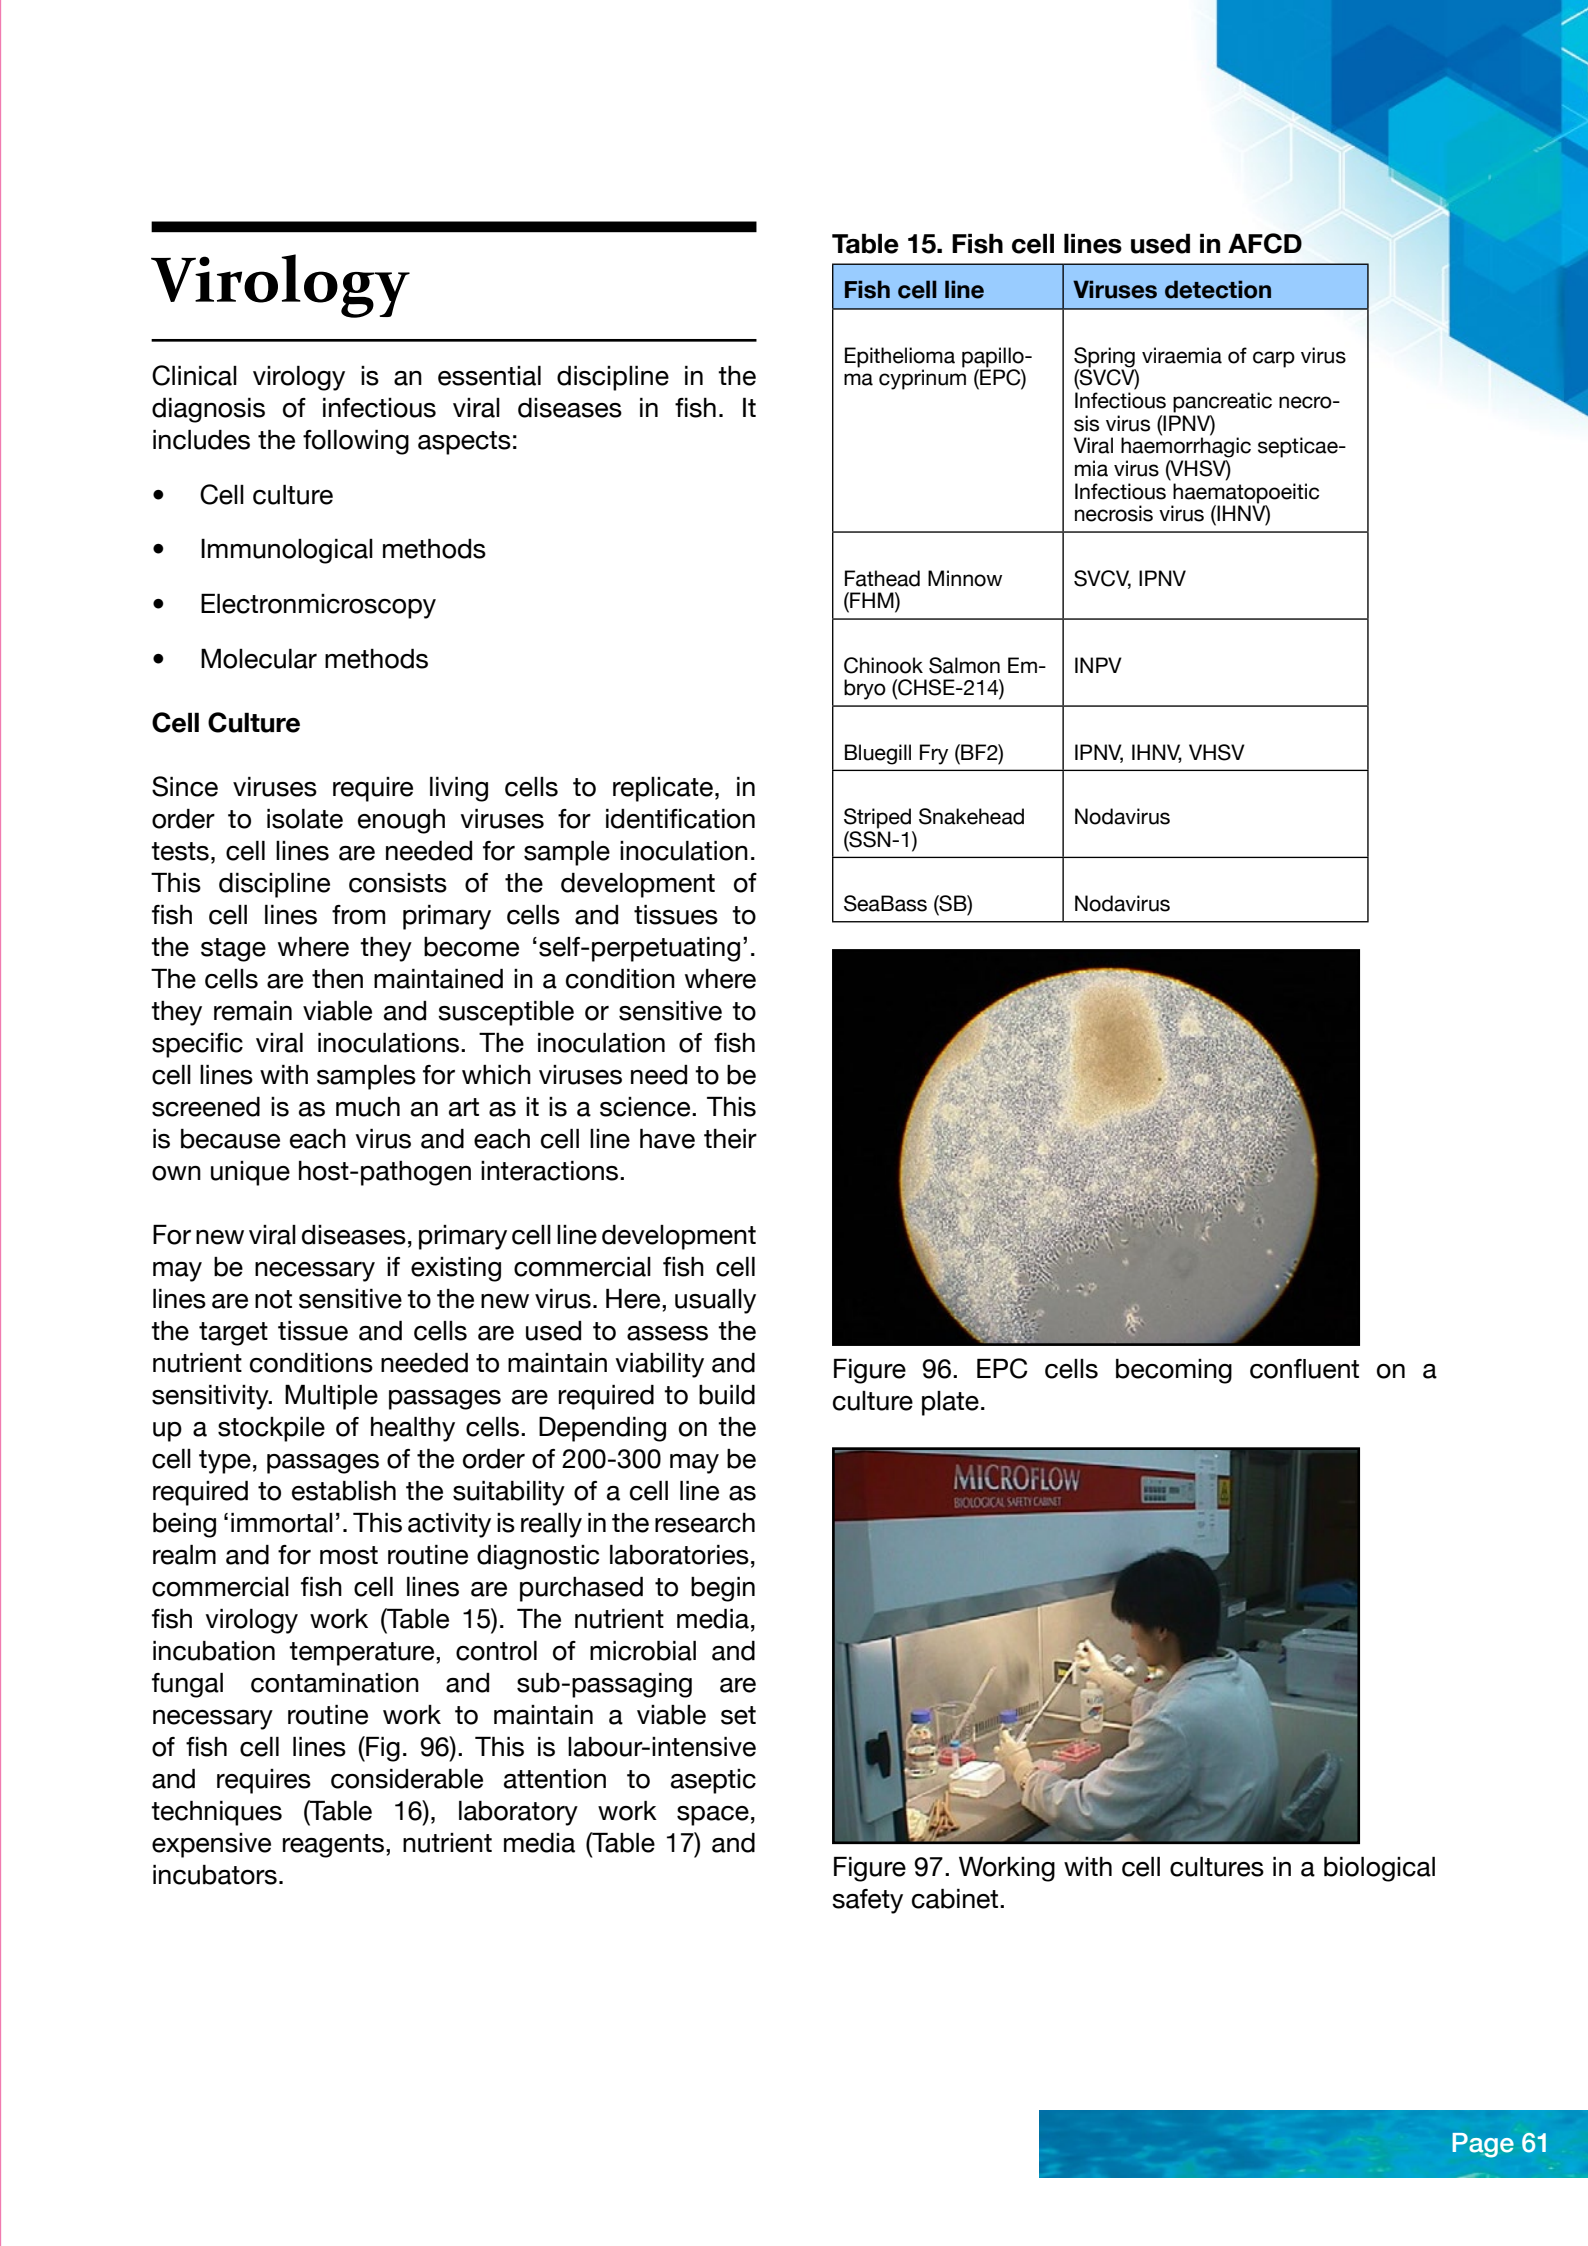 Virology
Clinical virology is an essential discipline in the
diagnosis of infectious viral diseases in fish. It
includes the following aspects:
• Cell culture
• Immunological methods
• Electronmicroscopy
• Molecular methods
Cell Culture
Since viruses require living cells to replicate, in
order to isolate enough viruses for identification
tests, cell lines are needed for sample inoculation.
This discipline consists of the development of
fish cell lines from primary cells and tissues to
the stage where they become ‘self-perpetuating’.
The cells are then maintained in a condition where
they remain viable and susceptible or sensitive to
specific viral inoculations. The inoculation of fish
cell lines with samples for which viruses need to be
screened is as much an art as it is a science. This
is because each virus and each cell line have their
own unique host-pathogen interactions.
For new viral diseases, primary cell line development
may be necessary if existing commercial fish cell
lines are not sensitive to the new virus. Here, usually
the target tissue and cells are used to assess the
nutrient conditions needed to maintain viability and
sensitivity. Multiple passages are required to build
up a stockpile of healthy cells. Depending on the
cell type, passages of the order of 200-300 may be
required to establish the suitability of a cell line as
being ‘immortal’. This activity is really in the research
realm and for most routine diagnostic laboratories,
commercial fish cell lines are purchased to begin
fish virology work (Table 15). The nutrient media,
incubation temperature, control of microbial and
fungal contamination and sub-passaging are
necessary routine work to maintain a viable set
of fish cell lines (Fig. 96). This is labour-intensive
and requires considerable attention to aseptic
techniques (Table 16), laboratory work space,
expensive reagents, nutrient media (Table 17) and
incubators.
Table 15. Fish cell lines used in AFCD
Fish cell line Viruses detection
Epithelioma papillo-
ma cyprinum (EPC)
Spring viraemia of carp virus
(SVCV)
Infectious pancreatic necro-
sis virus (IPNV)
Viral haemorrhagic septicae-
mia virus (VHSV)
Infectious haematopoeitic
necrosis virus (IHNV)
Fathead Minnow
(FHM)
SVCV, IPNV
Chinook Salmon Em-
bryo (CHSE-214)
INPV
Bluegill Fry (BF2) IPNV, IHNV, VHSV
Striped Snakehead
(SSN-1)
Nodavirus
SeaBass (SB) Nodavirus
Figure 96. EPC cells becoming confluent on a
culture plate.
MICROFLOW
BIOLOGICAL SAFETY CABINET
Figure 97. Working with cell cultures in a biological
safety cabinet.
Page 61